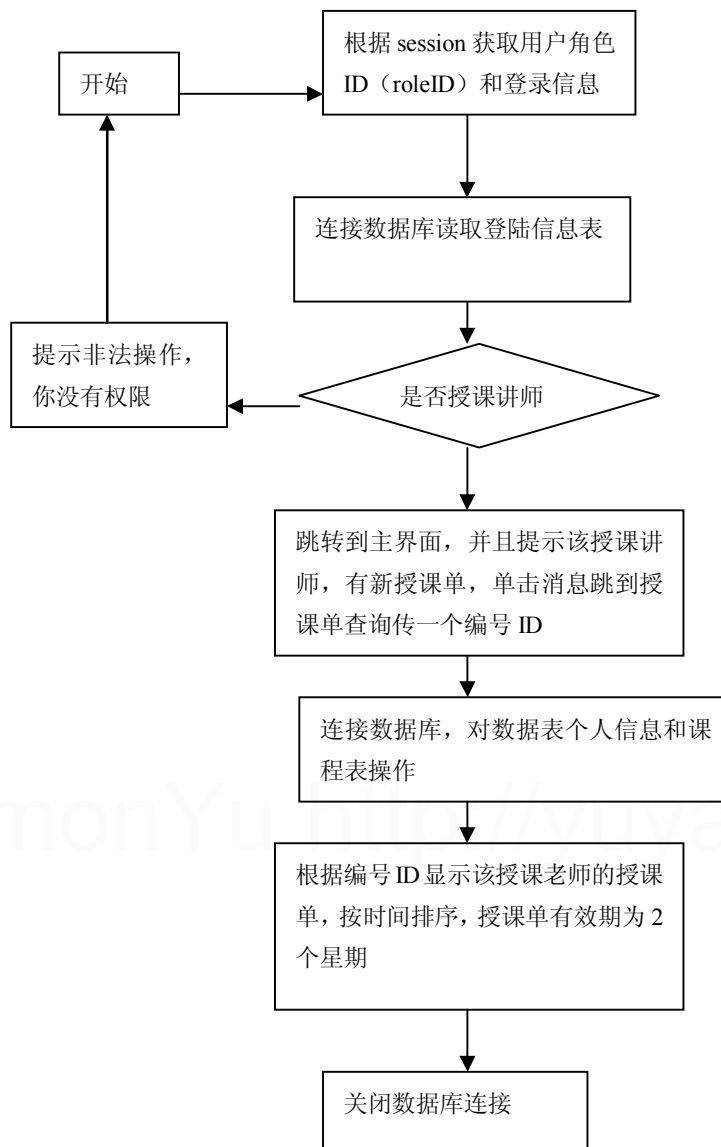 开始
根据 session 获取用户角色
ID（roleID）和登录信息
连接数据库读取登陆信息表
提示非法操作，
你没有权限
是否授课讲师
跳转到主界面，并且提示该授课讲
师，有新授课单，单击消息跳到授
课单查询传一个编号 ID
连接数据库，对数据表个人信息和课
程表操作
monYu http://yuya
根据编号 ID 显示该授课老师的授课
单，按时间排序，授课单有效期为 2
个星期
关闭数据库连接